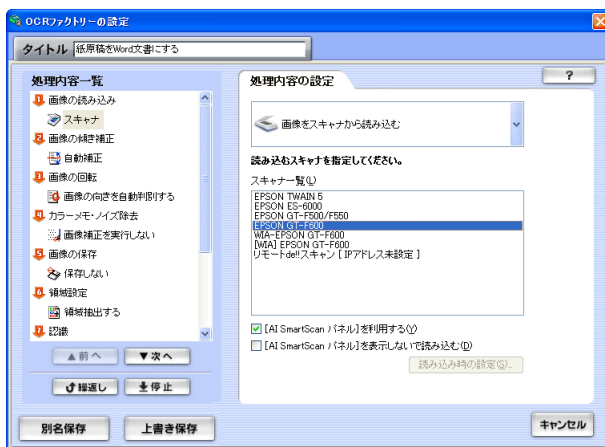 OCRファクトリーの設定
タイトル 紙原稿をWord文書にする
処理内容一覧
1 画像の読み込み
スキャナ
2 画像の傾き補正
自動補正
3 画像の回転
画像の向きを自動判別する
4 カラーメモ・ノイズ除去
画像補正を実行しない
5 画像の保存
保存しない
6 領域設定
領域抽出する
7 認識
▲前へ
▼次へ
繰返し
停止
処理内容の設定
?
画像をスキャナから読み込む
読み込むスキャナを指定してください。
スキャナ一覧(L)
EPSON TWAIN 5
EPSON ES-6000
EPSON GT-F500/F550
EPSON GT-F600
WIA-EPSON GT-F600
[WIA] EPSON GT-F600
リモートde!!スキャン [ IPアドレス未設定 ]
[AI SmartScan パネル]を利用する(Y)
[AI SmartScan パネル]を表示しないで読み込む(D)
読み込み時の設定(S)..
別名保存
上書き保存
キャンセル